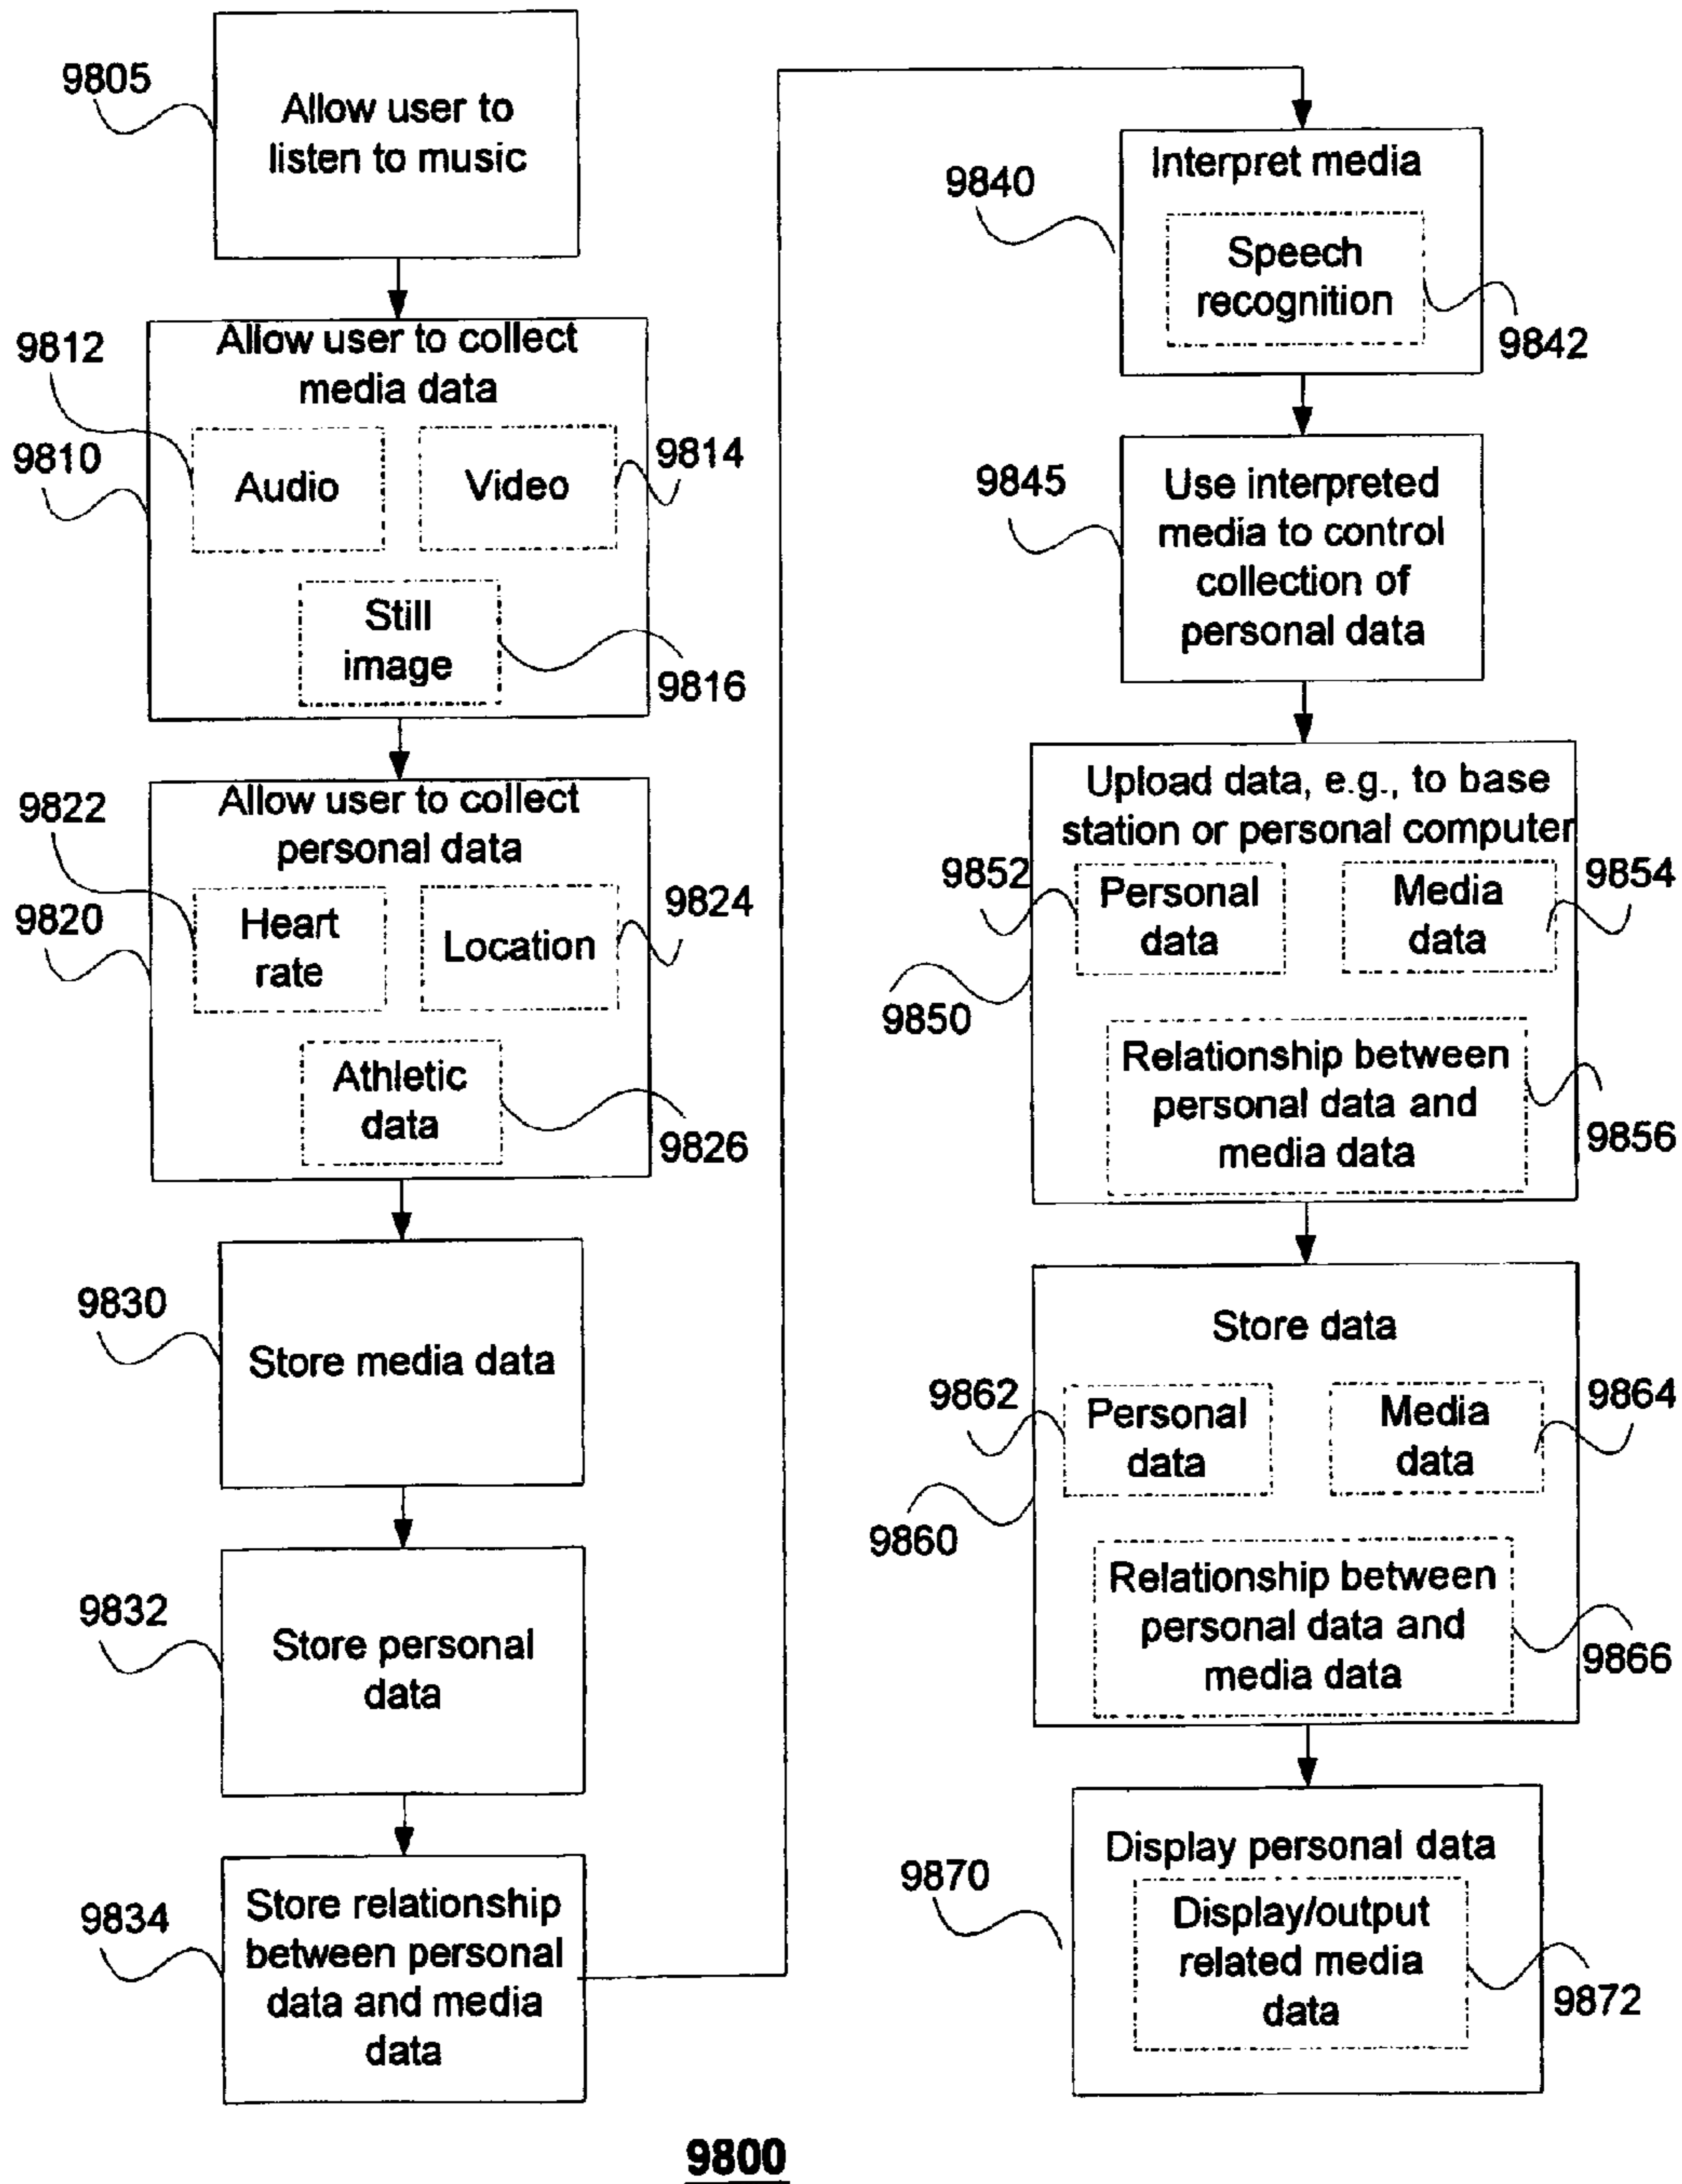 9805
Allow user to
listen to music
9812
9810
Allow user to collect
media data
Audio
Video
9814
Still
image
9816
9822
9820
Allow user to collect
personal data
Heart
rate
Location
9824
Athletic
data
9826
9830
Store media data
9832
Store personal
data
9834
Store relationship
between personal
data and media
data
9840
Interpret media
Speech
recognition
9842
9845
Use interpreted
media to control
collection of
personal data
Upload data, e.g., to base
station or personal computer
9852
Personal
data
Media
data
9854
9850
Relationship between
personal data and
media data
9856
Store data
9862
Personal
data
Media
data
9864
9860
Relationship between
personal data and
media data
9866
9870
Display personal data
Display/output
related media
data
9872
9800